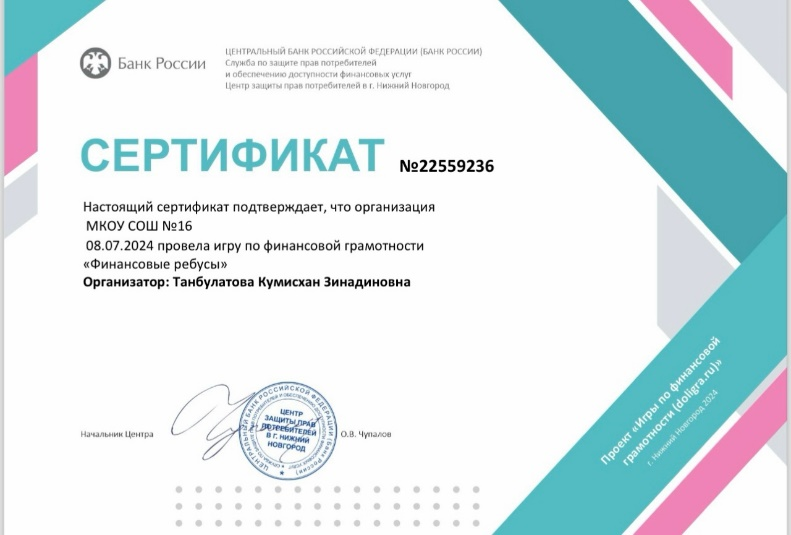 Банк России
ЦЕНТРАЛЬНЫЙ БАНК РОССИЙСКОЙ ФЕДЕРАЦИИ (БАНК РОССИИ)
Служба по защите прав потребителей
и обеспечению доступности финансовых услуг
Центр защиты прав потребителей в г. Нижний Новгород
СЕРТИФИКАТ №22559236
Настоящий сертификат подтверждает, что организация
МКОУ СОШ №16
08.07.2024 провела игру по финансовой грамотности
«Финансовые ребусы»
Организатор: Танбулатова Кумисхан Зинадиновна
Проект «Игры по финансовой
грамотности (doligra.ru)»
г. Нижний Новгород 2024
Начальник Центра
ЦЕНТРАЛЬНЫЙ БАНК РОССИЙСКОЙ ФЕДЕРАЦИИ (Банк России)
ЦЕНТР
ЗАЩИТЫ ПРАВ
ПОТРЕБИТЕЛЕЙ
В Г. НИЖНИЙ
НОВГОРОД
О.В. Чупалов